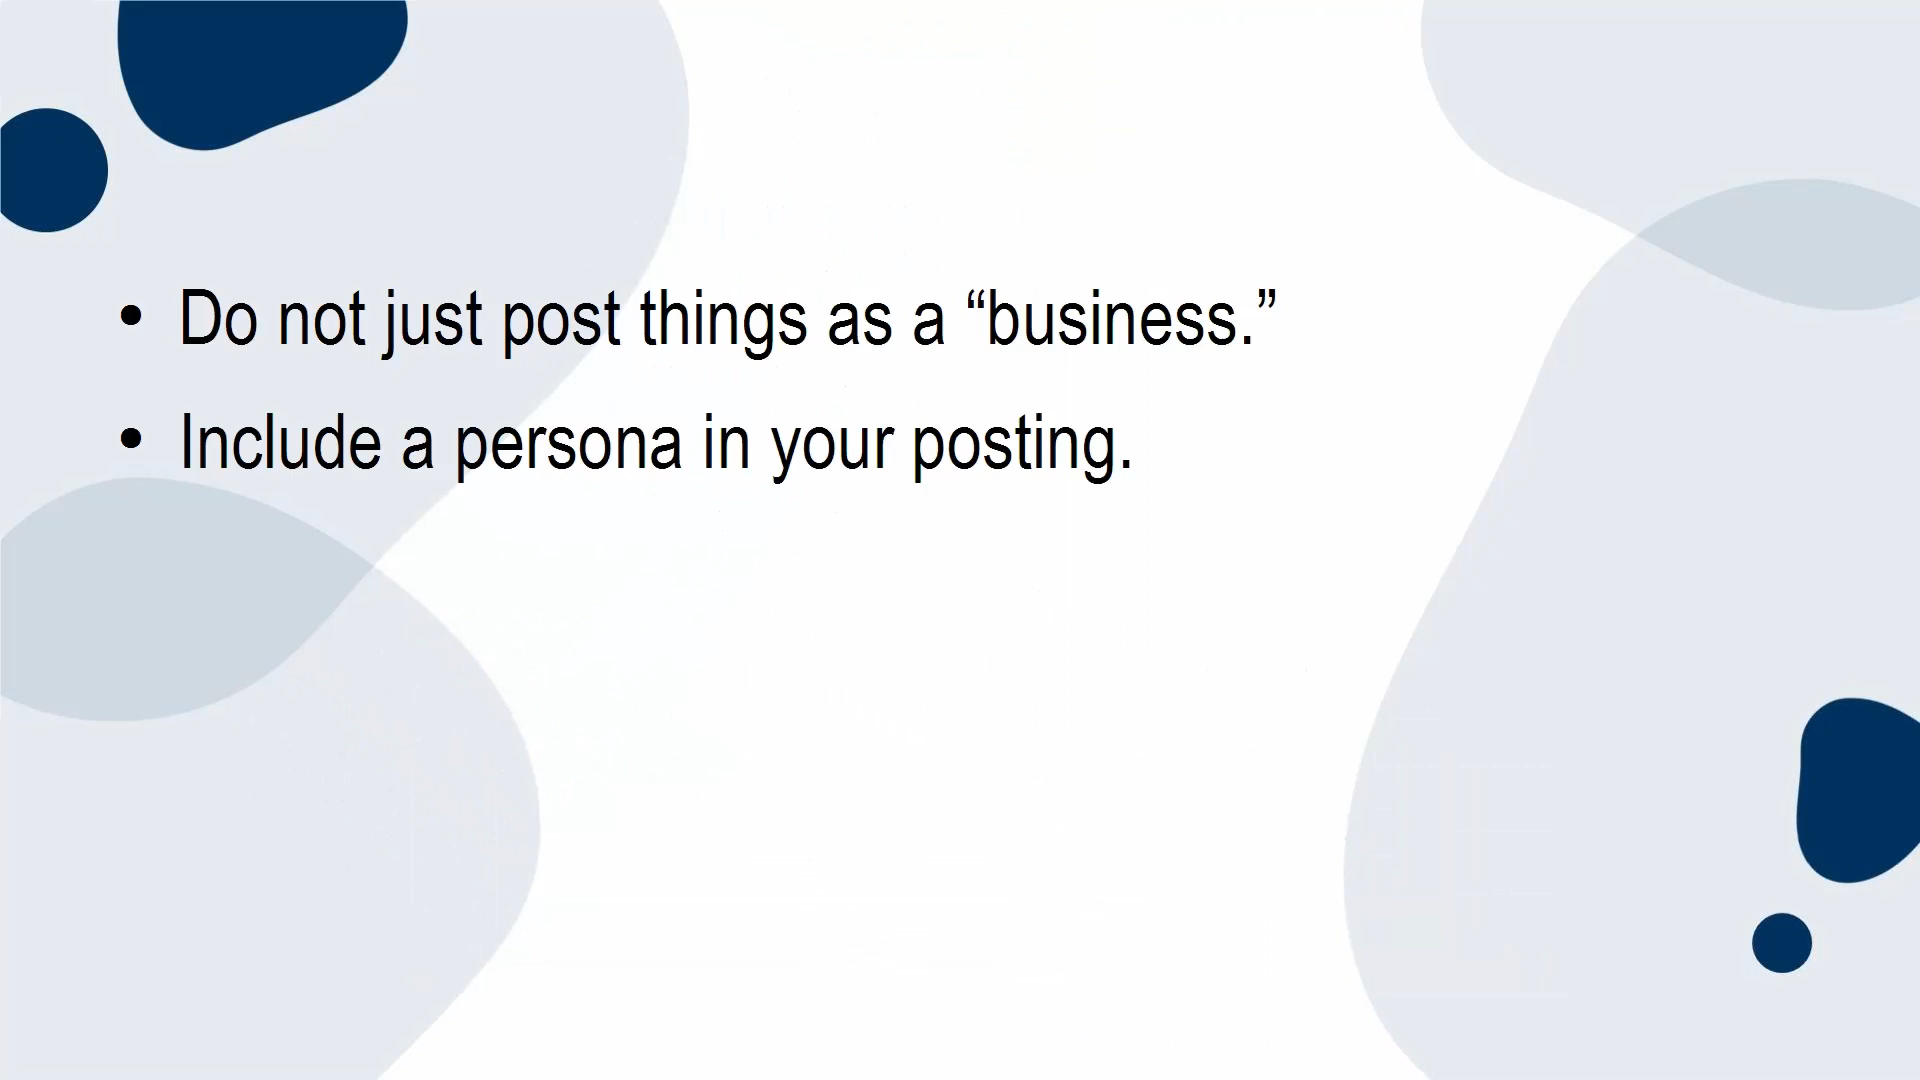 • Do not just post things as a “business.”
• Include a persona in your posting.